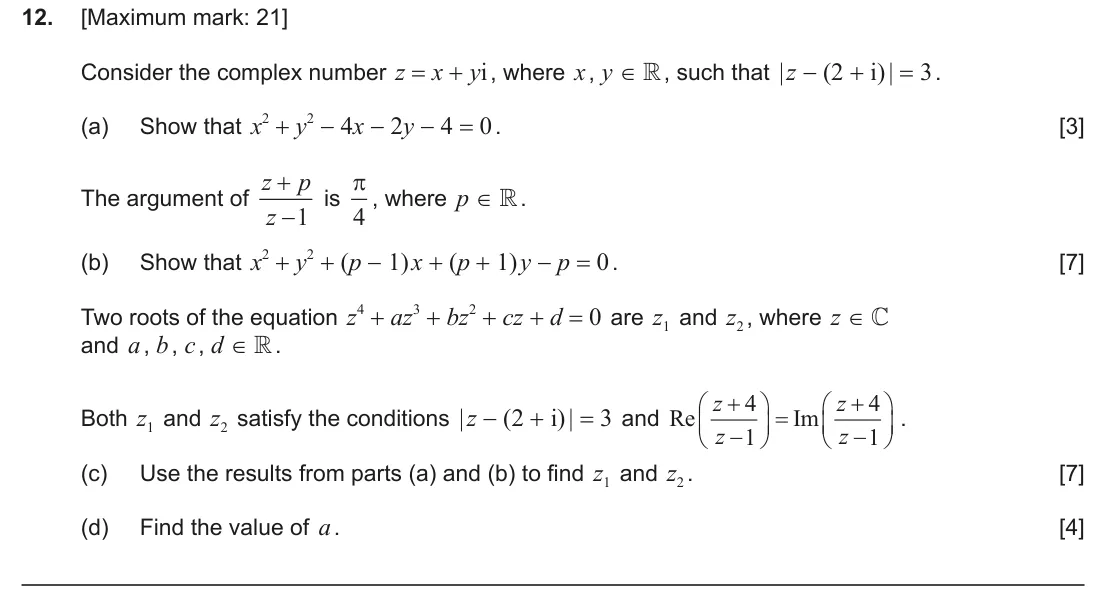 12. [Maximum mark: 21]
Consider the complex number z = x + yi, where x, y ∈ ℝ, such that |z − (2 + i)| = 3.
(a) Show that x² + y² − 4x − 2y − 4 = 0. [3]
The argument of (z + p)/(z − 1) is π/4, where p ∈ ℝ.
(b) Show that x² + y² + (p − 1)x + (p + 1)y − p = 0. [7]
Two roots of the equation z⁴ + az³ + bz² + cz + d = 0 are z₁ and z₂, where z ∈ ℂ
and a, b, c, d ∈ ℝ.
Both z₁ and z₂ satisfy the conditions |z − (2 + i)| = 3 and Re((z + 4)/(z − 1)) = Im((z + 4)/(z − 1)).
(c) Use the results from parts (a) and (b) to find z₁ and z₂. [7]
(d) Find the value of a. [4]